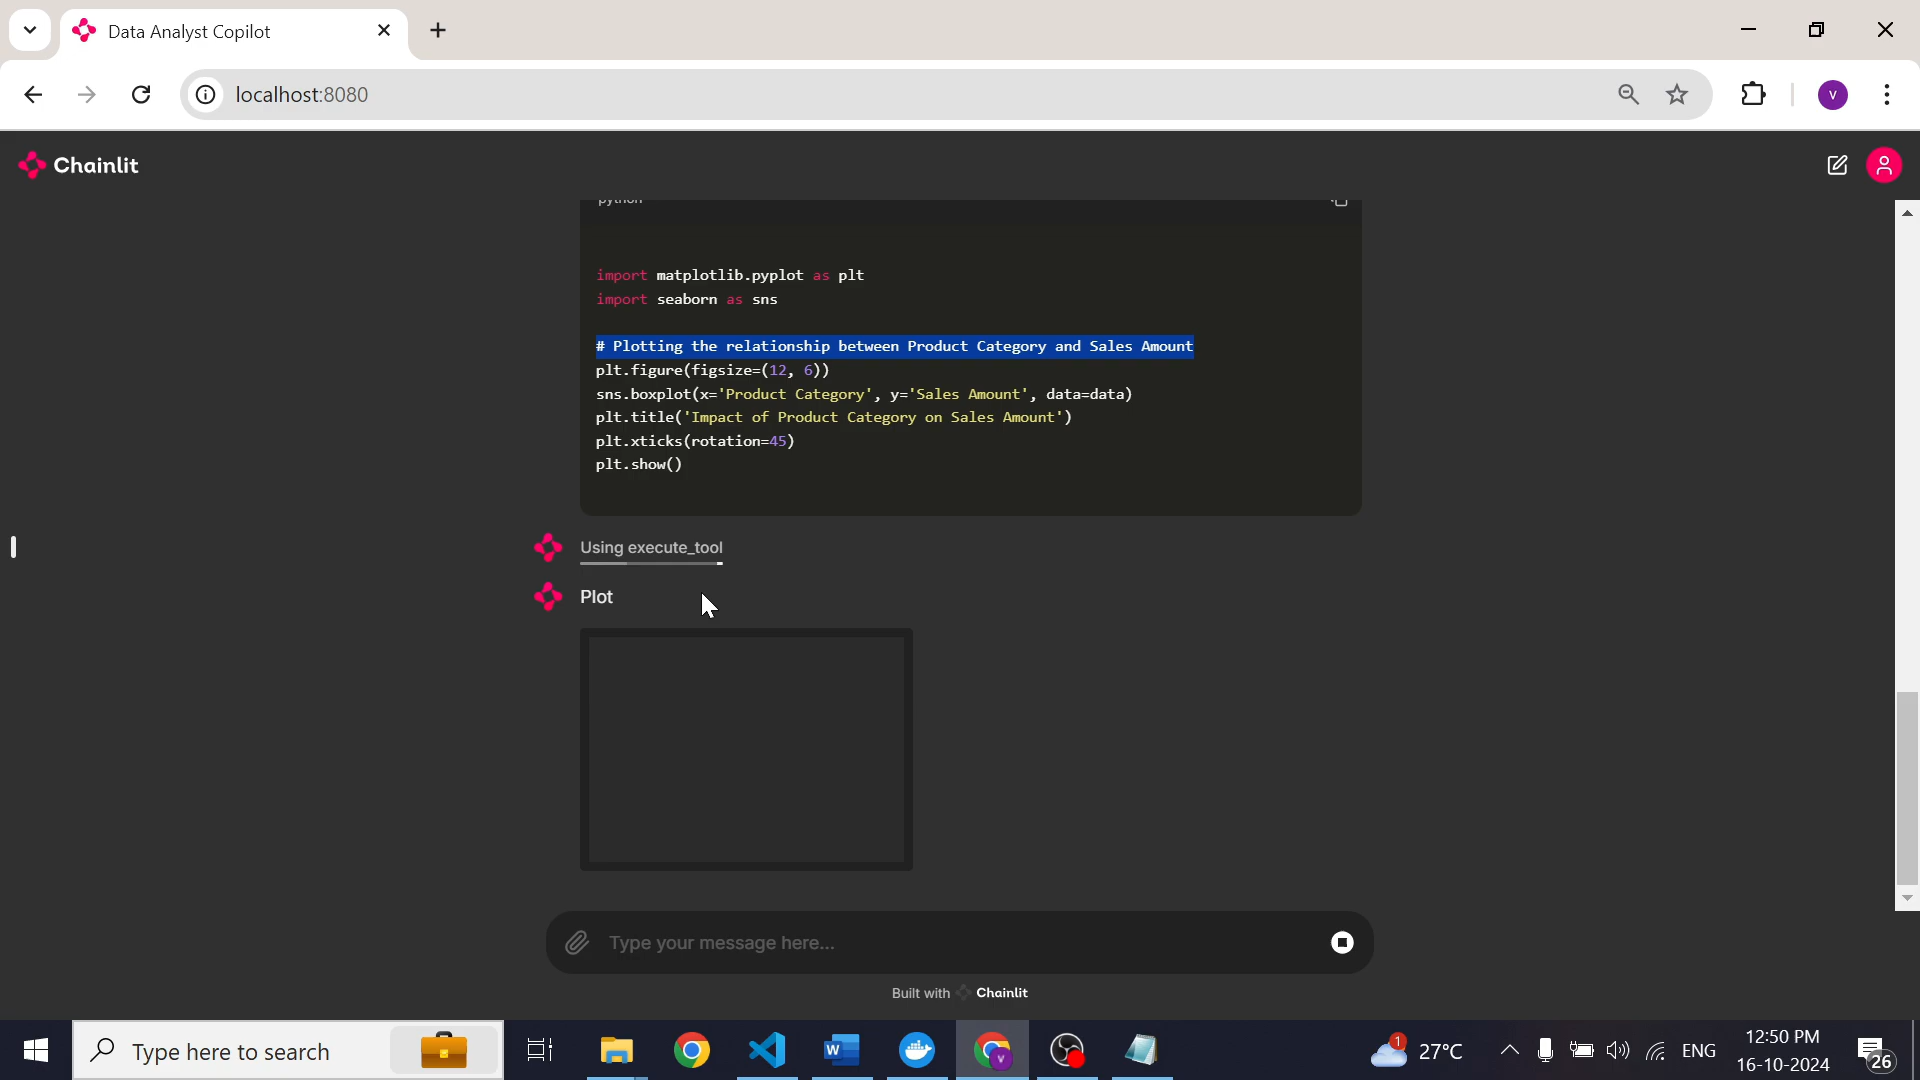 Data Analyst Copilot
localhost:8080
V
Chainlit
python
import matplotlib.pyplot as plt
import seaborn as sns
# Plotting the relationship between Product Category and Sales Amount
plt.figure(figsize=(12, 6))
sns.boxplot(x='Product Category', y='Sales Amount', data=data)
plt.title('Impact of Product Category on Sales Amount')
plt.xticks(rotation=45)
plt.show()
Using execute_tool
Plot
Type your message here...
Built with Chainlit
Type here to search
W
V
1
27°C
ENG
12:50 PM
16-10-2024
26